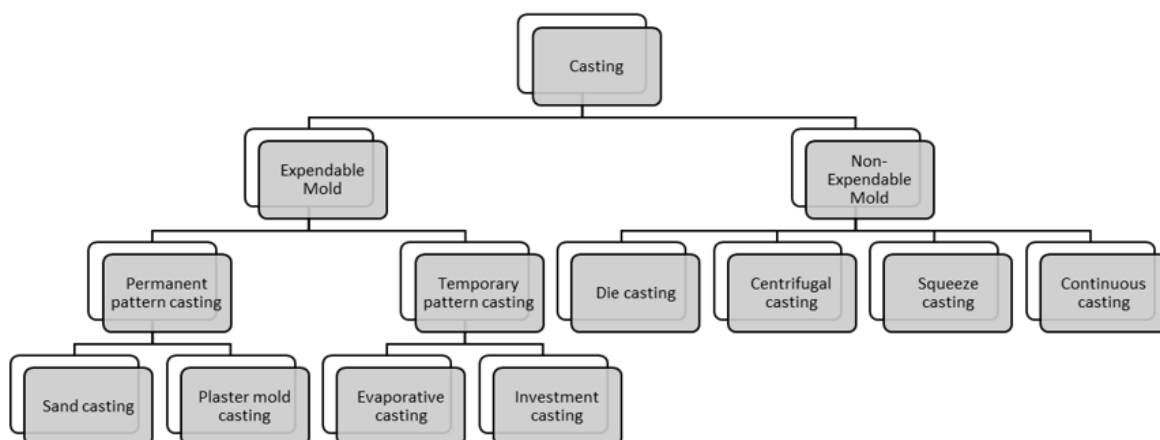 Casting
Expendable
Mold
Non-
Expendable
Mold
Permanent
pattern casting
Temporary
pattern casting
Die casting
Centrifugal
casting
Squeeze
casting
Continuous
casting
Sand casting
Plaster mold
casting
Evaporative
casting
Investment
casting